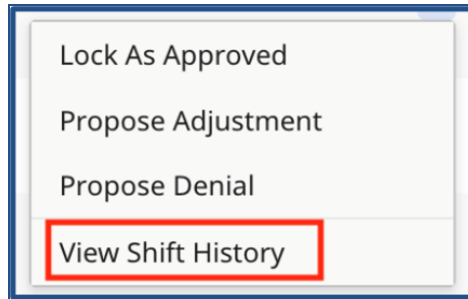 Lock As Approved
Propose Adjustment
Propose Denial
View Shift History